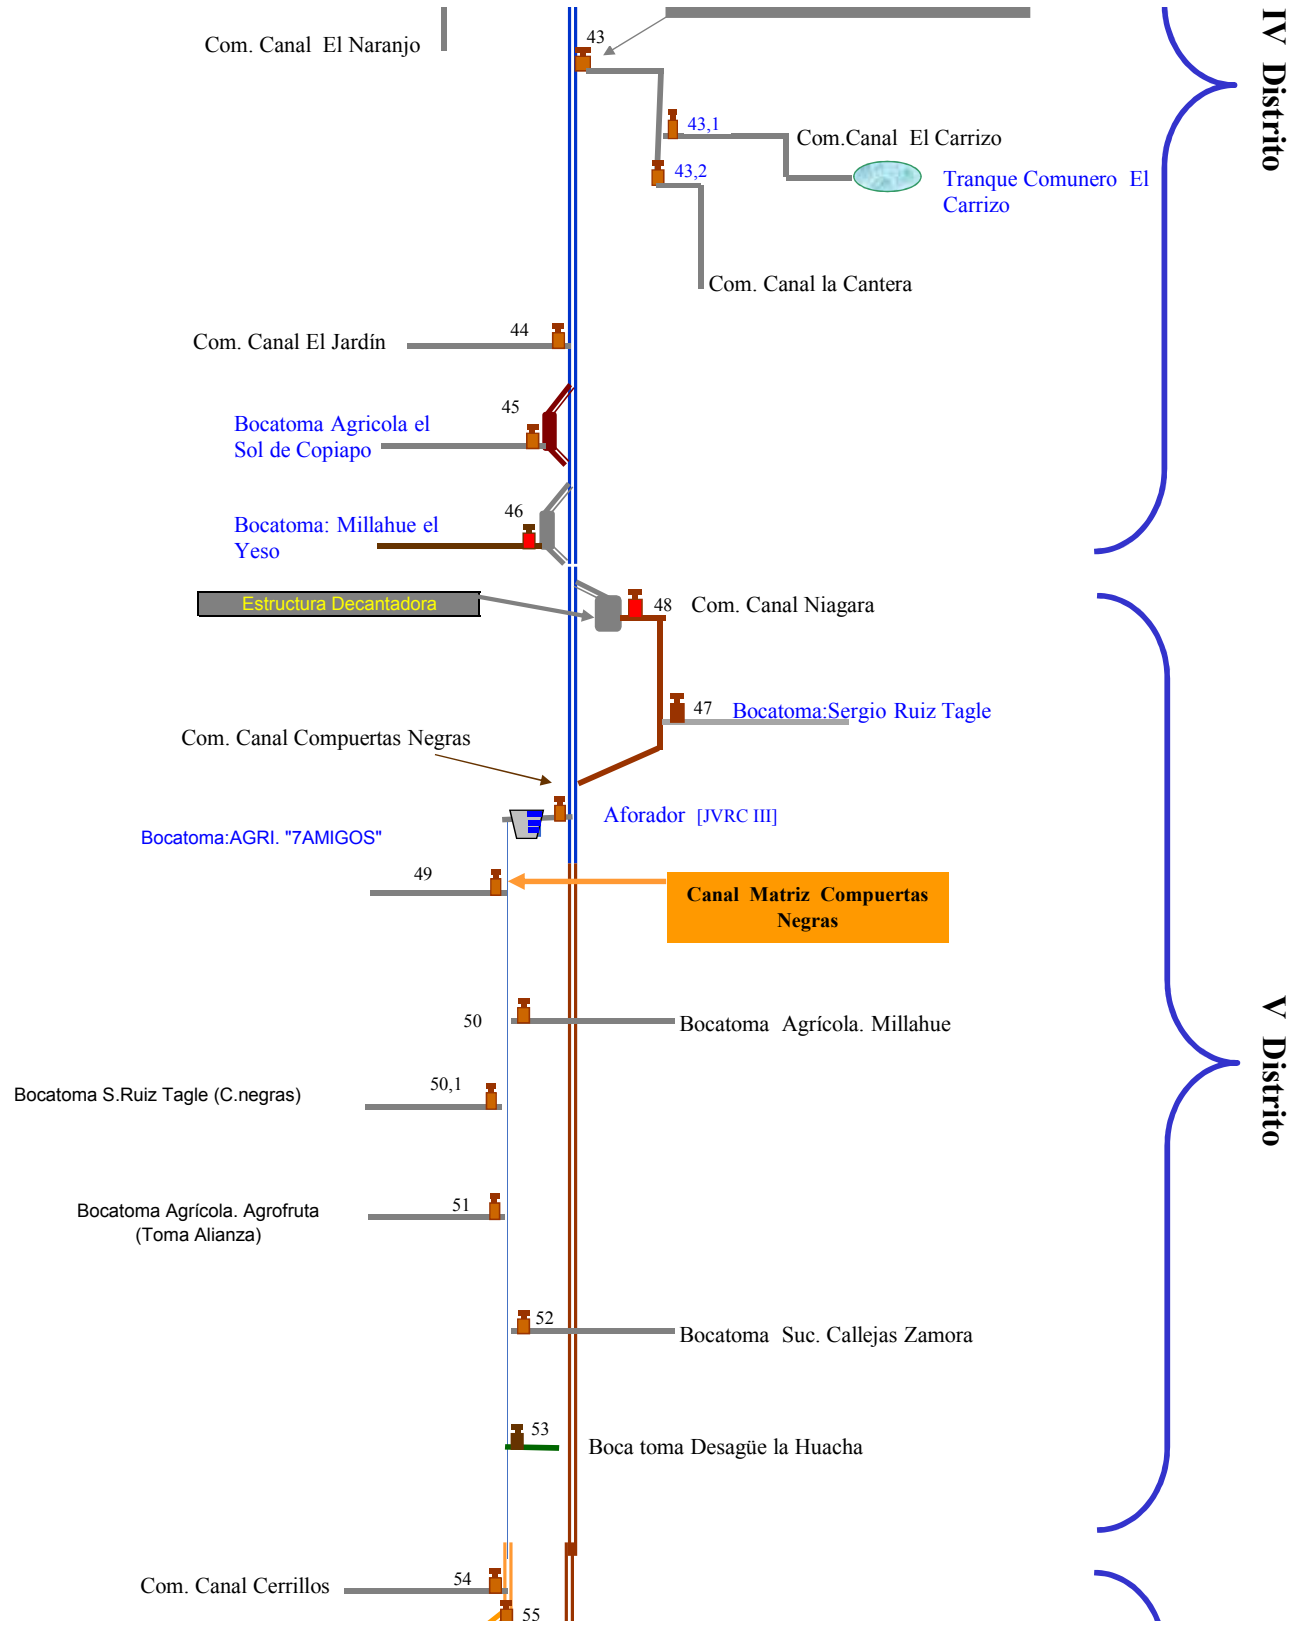 IV Distrito
Com. Canal El Naranjo
43
43,1
Com.Canal El Carrizo
43,2
Tranque Comunero El
Carrizo
Com. Canal la Cantera
44
Com. Canal El Jardín
45
Bocatoma Agricola el
Sol de Copiapo
46
Bocatoma: Millahue el
Yeso
Estructura Decantadora
48
Com. Canal Niagara
47
Bocatoma:Sergio Ruiz Tagle
Com. Canal Compuertas Negras
Aforador [JVRC III]
Bocatoma:AGRI. "7AMIGOS"
49
Canal Matriz Compuertas
Negras
V Distrito
50
Bocatoma Agrícola. Millahue
50,1
Bocatoma S.Ruiz Tagle (C.negras)
51
Bocatoma Agrícola. Agrofruta
(Toma Alianza)
52
Bocatoma Suc. Callejas Zamora
53
Boca toma Desagüe la Huacha
54
Com. Canal Cerrillos
55